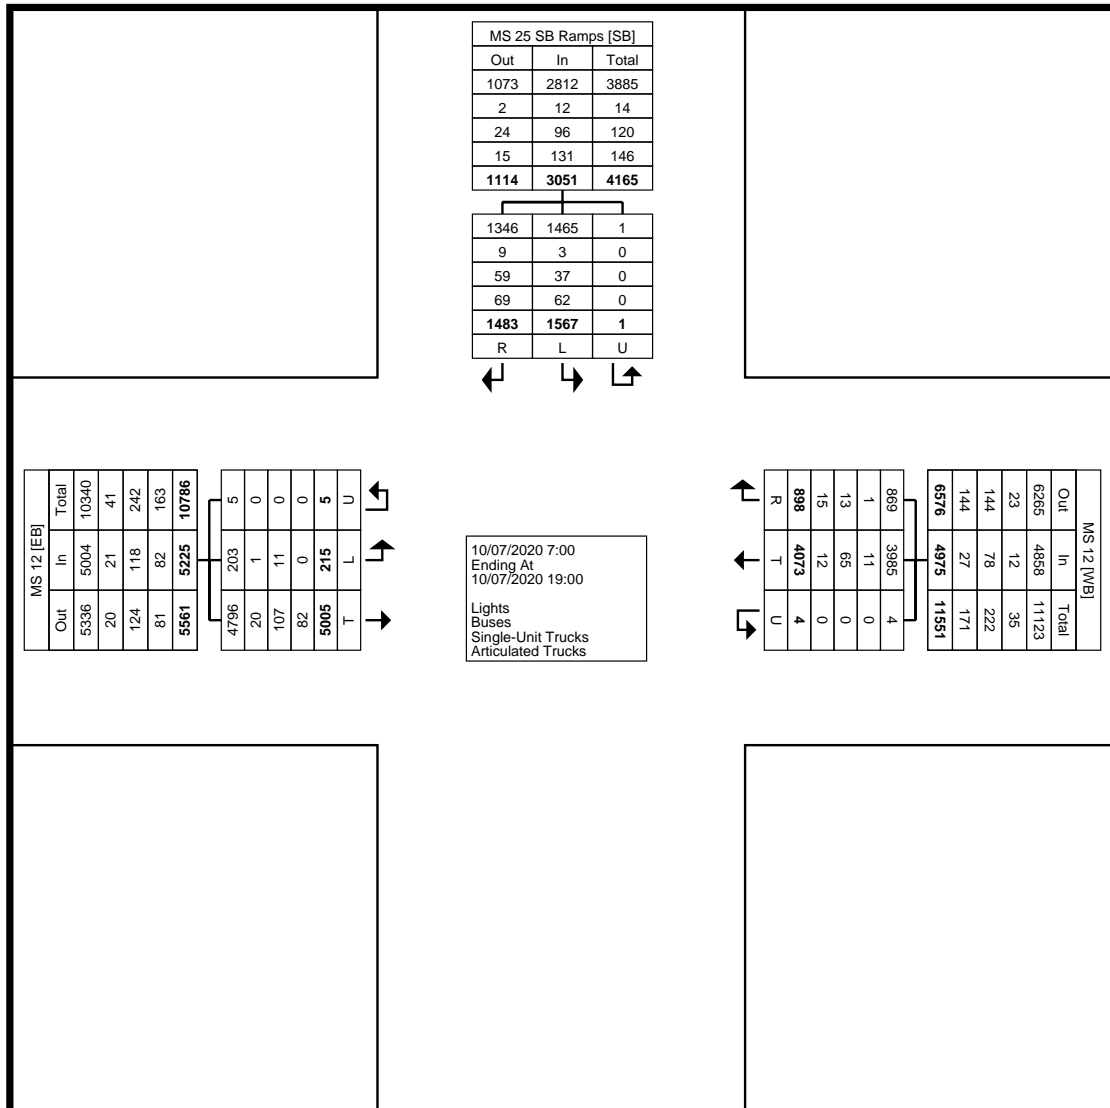 MS 25 SB Ramps [SB]
Out In Total
1073 2812 3885
2 12 14
24 96 120
15 131 146
1114 3051 4165
1346 1465 1
9 3 0
59 37 0
69 62 0
1483 1567 1
R L U
MS 12 [EB]
Out In Total
5336 5004 10340
20 21 41
124 118 242
81 82 163
5561 5225 10786
4796 203 5
20 1 0
107 11 0
82 0 0
5005 215 5
T L U
10/07/2020 7:00
Ending At
10/07/2020 19:00
Lights
Buses
Single-Unit Trucks
Articulated Trucks
MS 12 [WB]
Out In Total
6265 4858 11123
23 12 35
144 78 222
144 27 171
6576 4975 11551
869 3985 4
1 11 0
13 65 0
15 12 0
898 4073 4
R T U